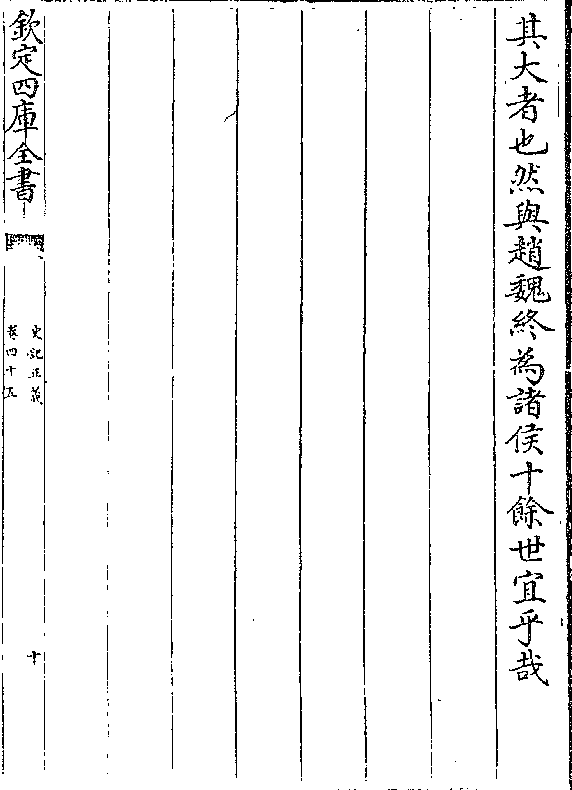 其大者也然與趙魏終為諸侯十餘世宜乎哉
欽定四庫全書
史記正義
卷四十五
十